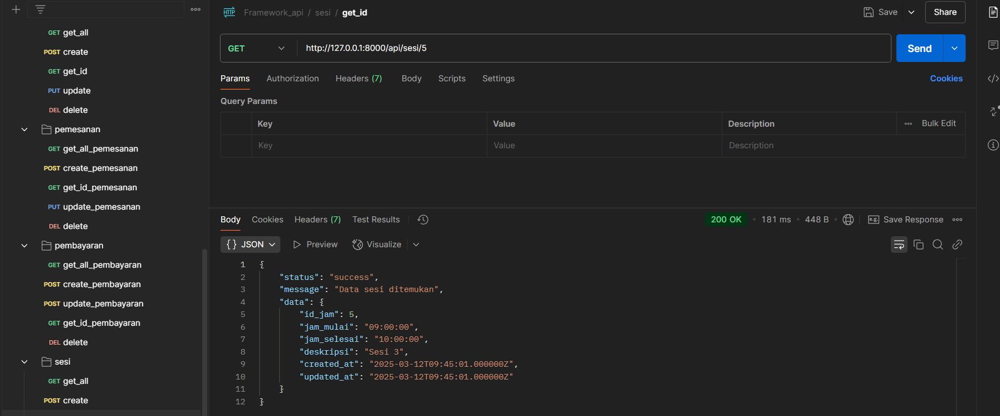 GET get_all
POST create
GET get_id
PUT update
DEL delete
pemesanan
GET get_all_pemesanan
POST create_pemesanan
GET get_id_pemesanan
PUT update_pemesanan
DEL delete
pembayaran
GET get_all_pembayaran
POST create_pembayaran
POST update_pembayaran
GET get_id_pembayaran
DEL delete
sesi
GET get_all
POST create
HTTP Framework_api / sesi / get_id
Save
Share
GET http://127.0.0.1:8000/api/sesi/5
Send
Params Authorization Headers (7) Body Scripts Settings
Cookies
Query Params
Key Value Description
Bulk Edit
Key Value Description
Body Cookies Headers (7) Test Results
200 OK • 181 ms • 448 B
e.g. Save Response
{} JSON Preview Visualize
1 {
2 "status": "success",
3 "message": "Data sesi ditemukan",
4 "data": {
5 "id_jam": 5,
6 "jam_mulai": "09:00:00",
7 "jam_selesai": "10:00:00",
8 "deskripsi": "Sesi 3",
9 "created_at": "2025-03-12T09:45:01.000000Z",
10 "updated_at": "2025-03-12T09:45:01.000000Z"
11 }
12 }